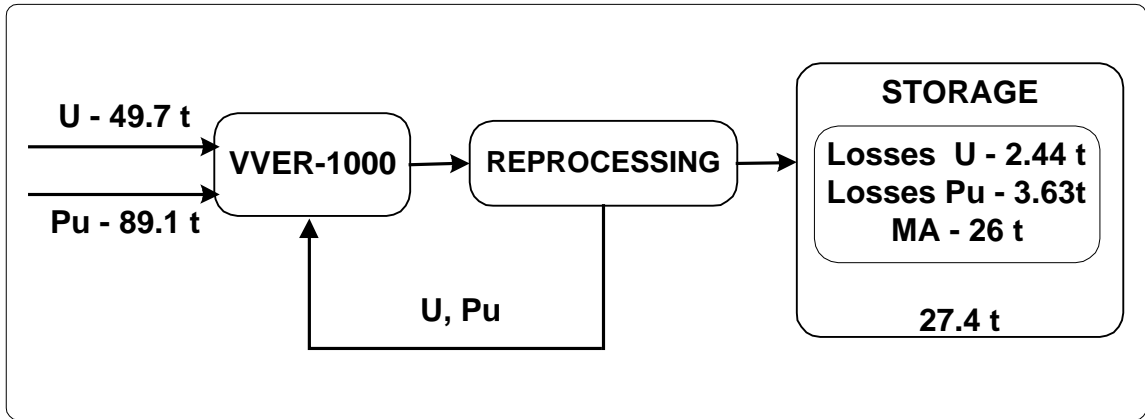 U - 49.7 t
Pu - 89.1 t
VVER-1000
REPROCESSING
U, Pu
STORAGE
Losses U - 2.44 t
Losses Pu - 3.63t
MA - 26 t
27.4 t